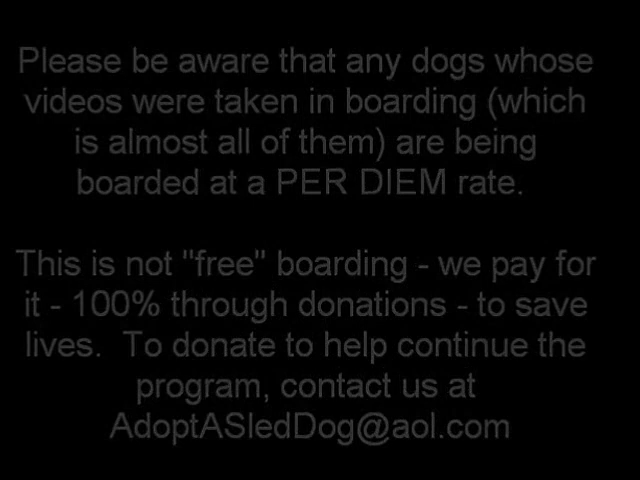 Please be aware that any dogs whose
videos were taken in boarding (which
is almost all of them) are being
boarded at a PER DIEM rate.
This is not "free" boarding - we pay for
it - 100% through donations - to save
lives.  To donate to help continue the
program, contact us at
AdoptASledDog@aol.com